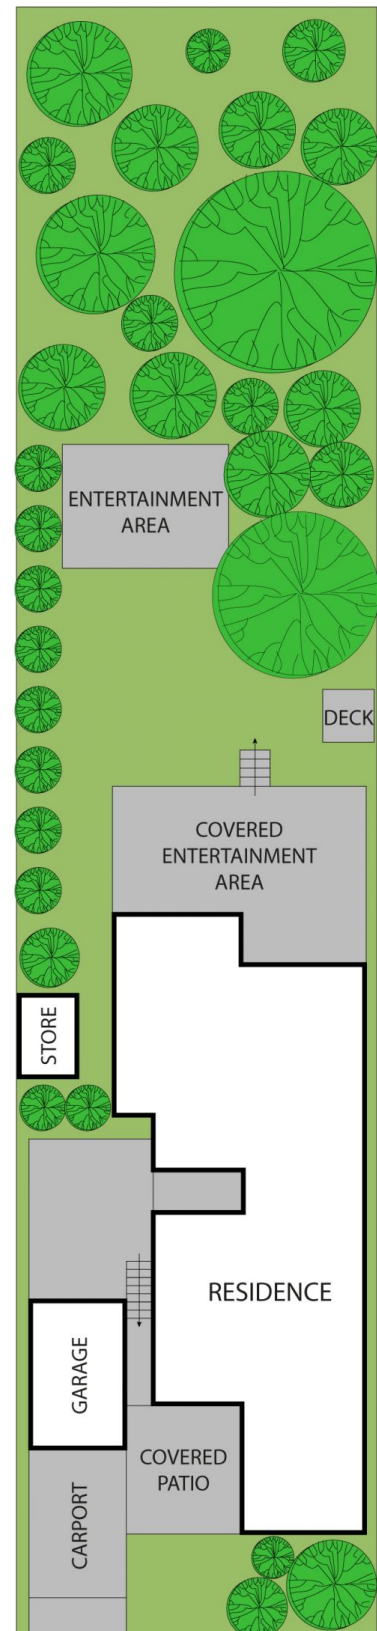 ENTERTAINMENT
AREA
DECK
COVERED
ENTERTAINMENT
AREA
STORE
RESIDENCE
GARAGE
COVERED
PATIO
CARPORT